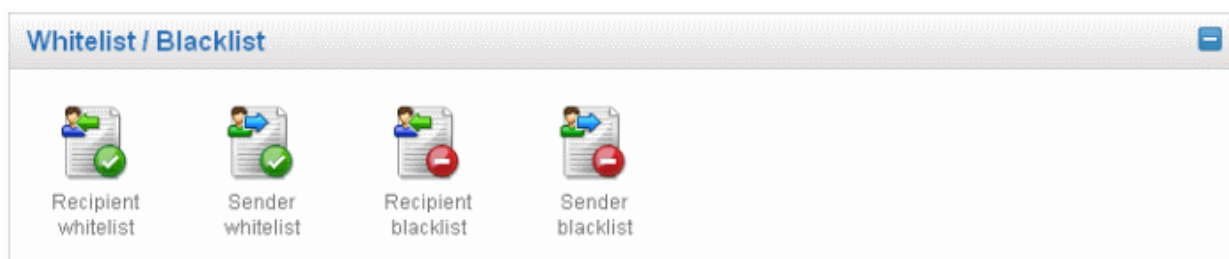 Whitelist / Blacklist
Recipient
whitelist
Sender
whitelist
Recipient
blacklist
Sender
blacklist